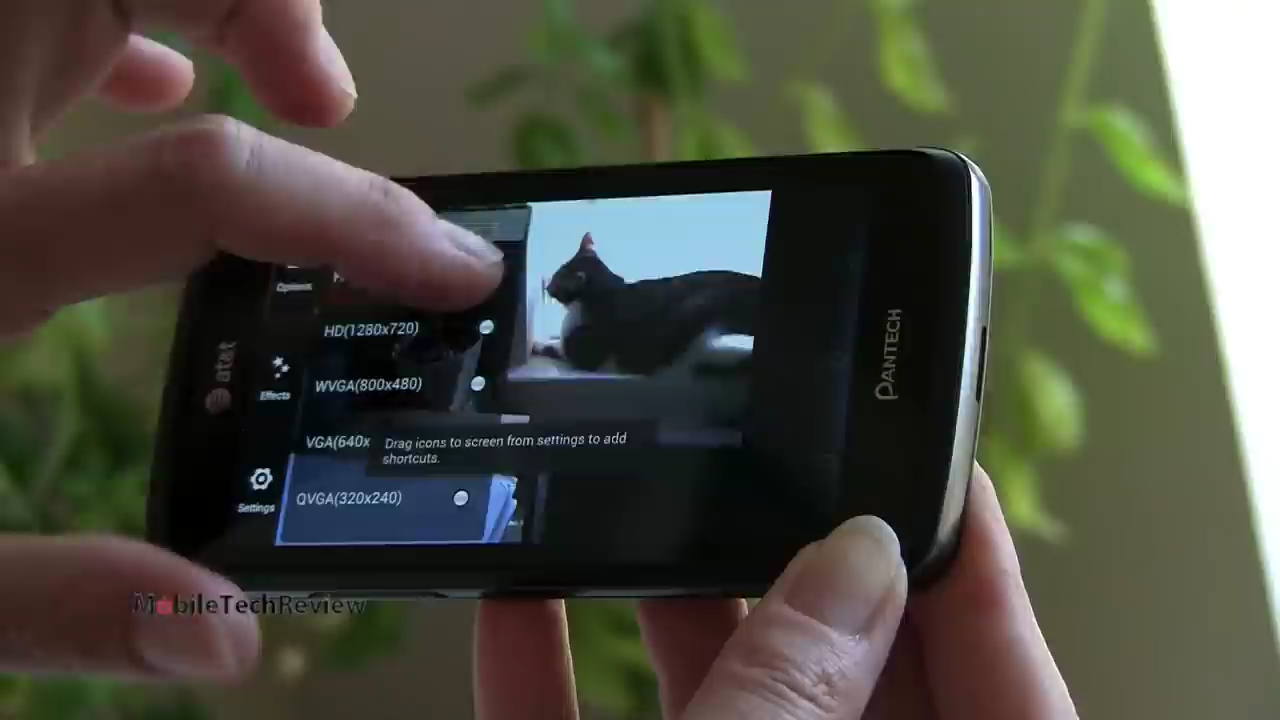 Options
HD(1280x720)
WVGA(800x480)
Effects
VGA(640x
Drag icons to screen from settings to add
shortcuts.
QVGA(320x240)
Settings
at&t
PANTECH
MobileTechReview